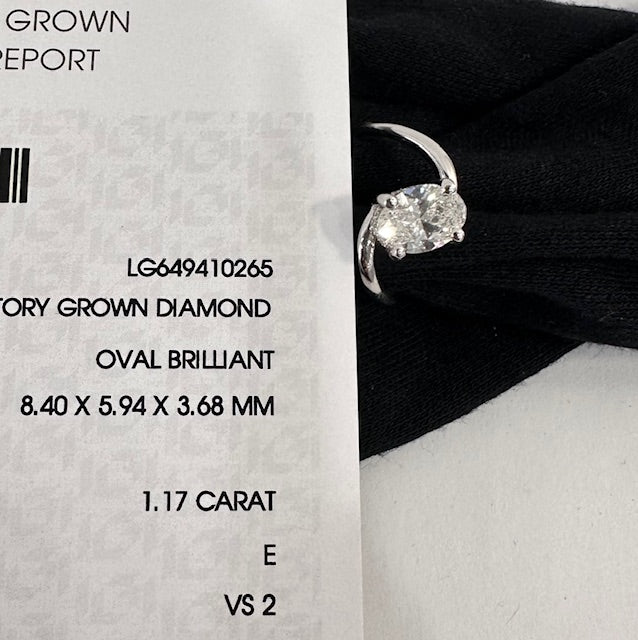 GROWN
REPORT
LG649410265
TORY GROWN DIAMOND
OVAL BRILLIANT
8.40 X 5.94 X 3.68 MM
1.17 CARAT
E
VS 2